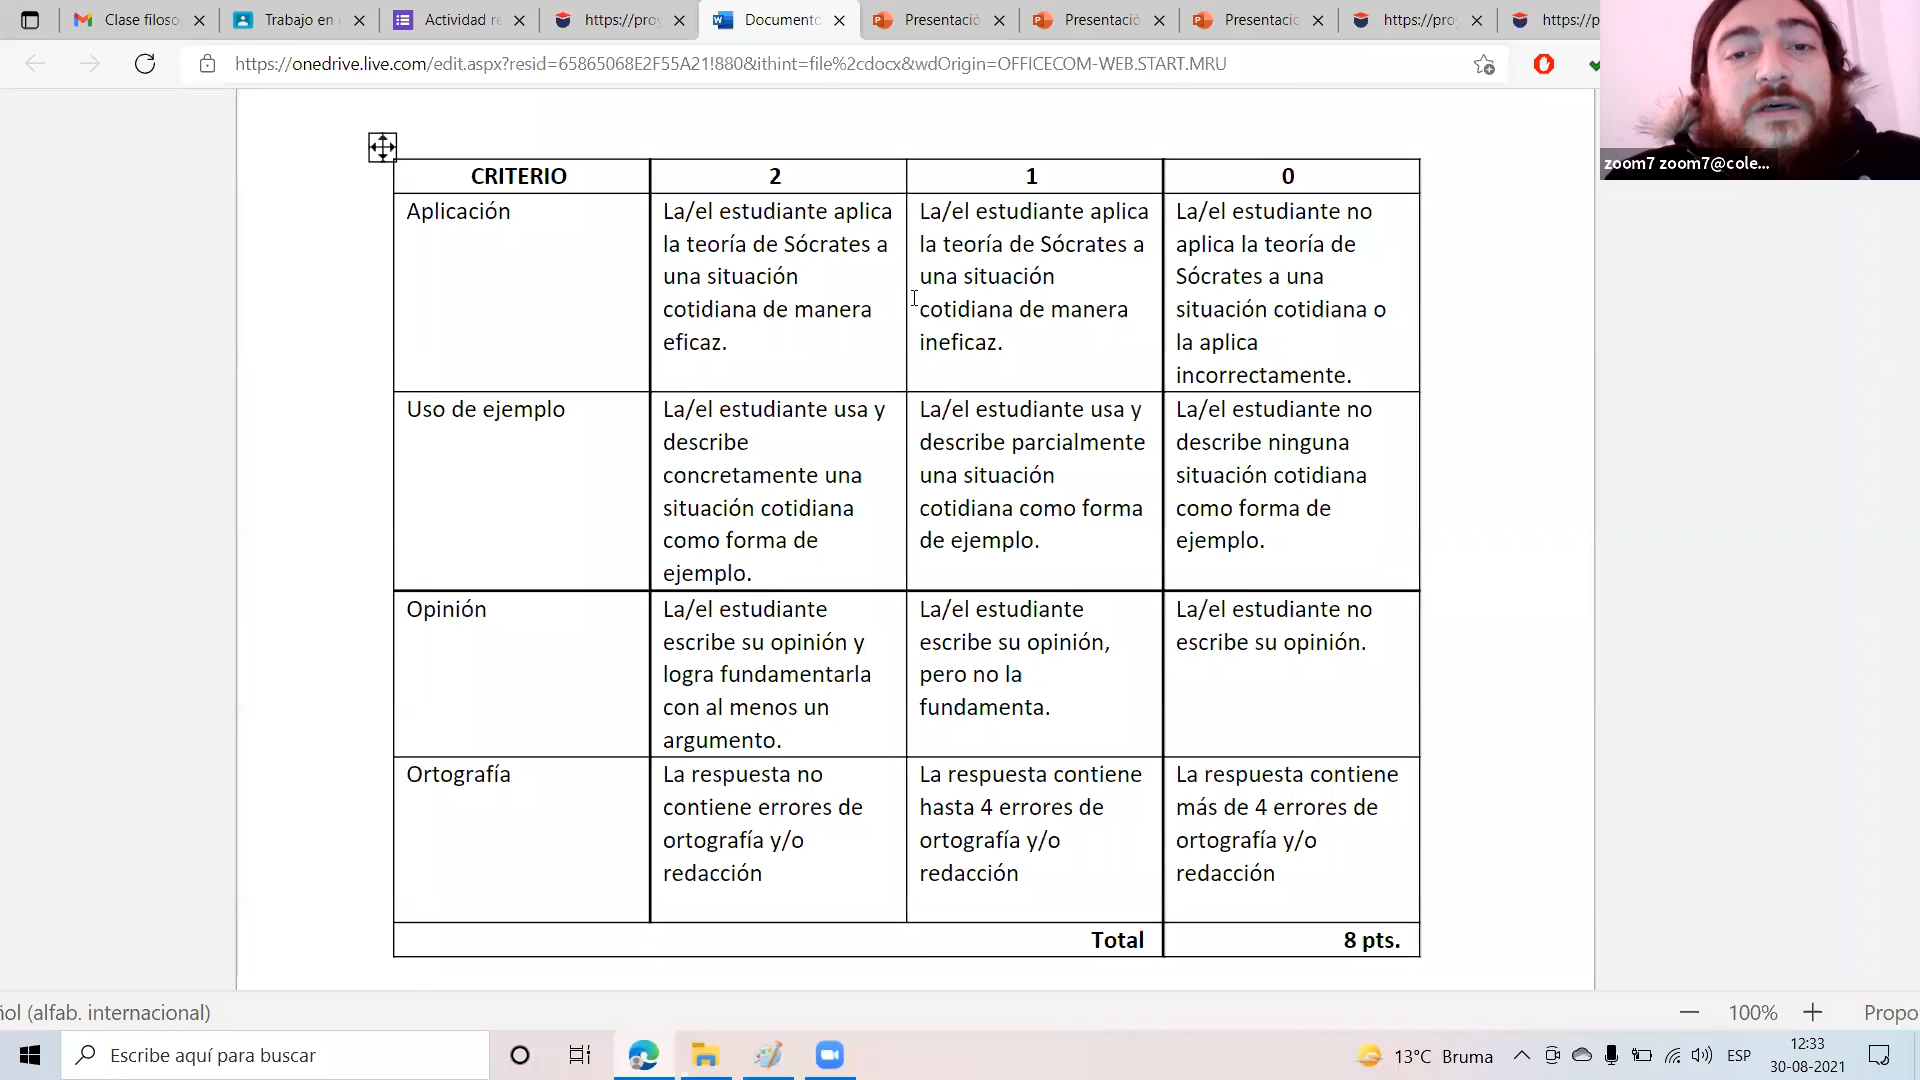 Clase filoso
Trabajo en
Actividad re
https://pro
Documento
Presentació
Presentació
Presentació
https://pro
https://p
https://onedrive.live.com/edit.aspx?resid=65865068E2F55A21!880&ithint=file%2cdocx&wdOrigin=OFFICECOM-WEB.START.MRU
zoom7 zoom7@cole...
CRITERIO
2
1
0
Aplicación
La/el estudiante aplica
la teoría de Sócrates a
una situación
cotidiana de manera
eficaz.
La/el estudiante aplica
la teoría de Sócrates a
una situación
cotidiana de manera
ineficaz.
La/el estudiante no
aplica la teoría de
Sócrates a una
situación cotidiana o
la aplica
incorrectamente.
Uso de ejemplo
La/el estudiante usa y
describe
concretamente una
situación cotidiana
como forma de
ejemplo.
La/el estudiante usa y
describe parcialmente
una situación
cotidiana como forma
de ejemplo.
La/el estudiante no
describe ninguna
situación cotidiana
como forma de
ejemplo.
Opinión
La/el estudiante
escribe su opinión y
logra fundamentarla
con al menos un
argumento.
La/el estudiante
escribe su opinión,
pero no la
fundamenta.
La/el estudiante no
escribe su opinión.
Ortografía
La respuesta no
contiene errores de
ortografía y/o
redacción
La respuesta contiene
hasta 4 errores de
ortografía y/o
redacción
La respuesta contiene
más de 4 errores de
ortografía y/o
redacción
Total
8 pts.
ñol (alfab. internacional)
100%
Propo
Escribe aquí para buscar
13°C Bruma
ESP
12:33
30-08-2021